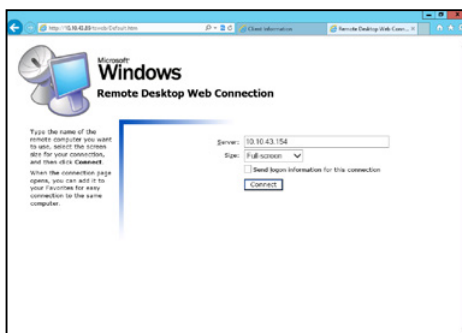 Client Information
Remote Desktop Web Conn...
Microsoft
Windows
Remote Desktop Web Connection
Type the name of the
remote computer you want
to use, select the screen
size for your connection,
and then click Connect.
When the connection page
opens, you can add it to
your Favorites for easy
connection to the same
computer.
Server: 10.10.43.154
Size: Full-screen
Send logon information for this connection
Connect